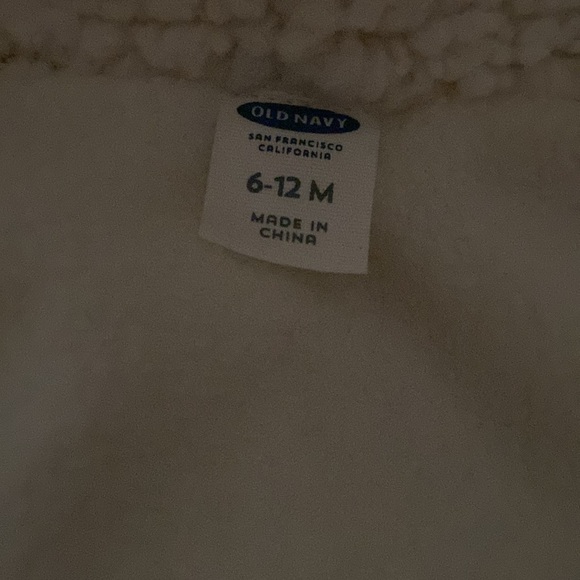 OLD NAVY
SAN FRANCISCO
CALIFORNIA
6-12 M
MADE IN
CHINA